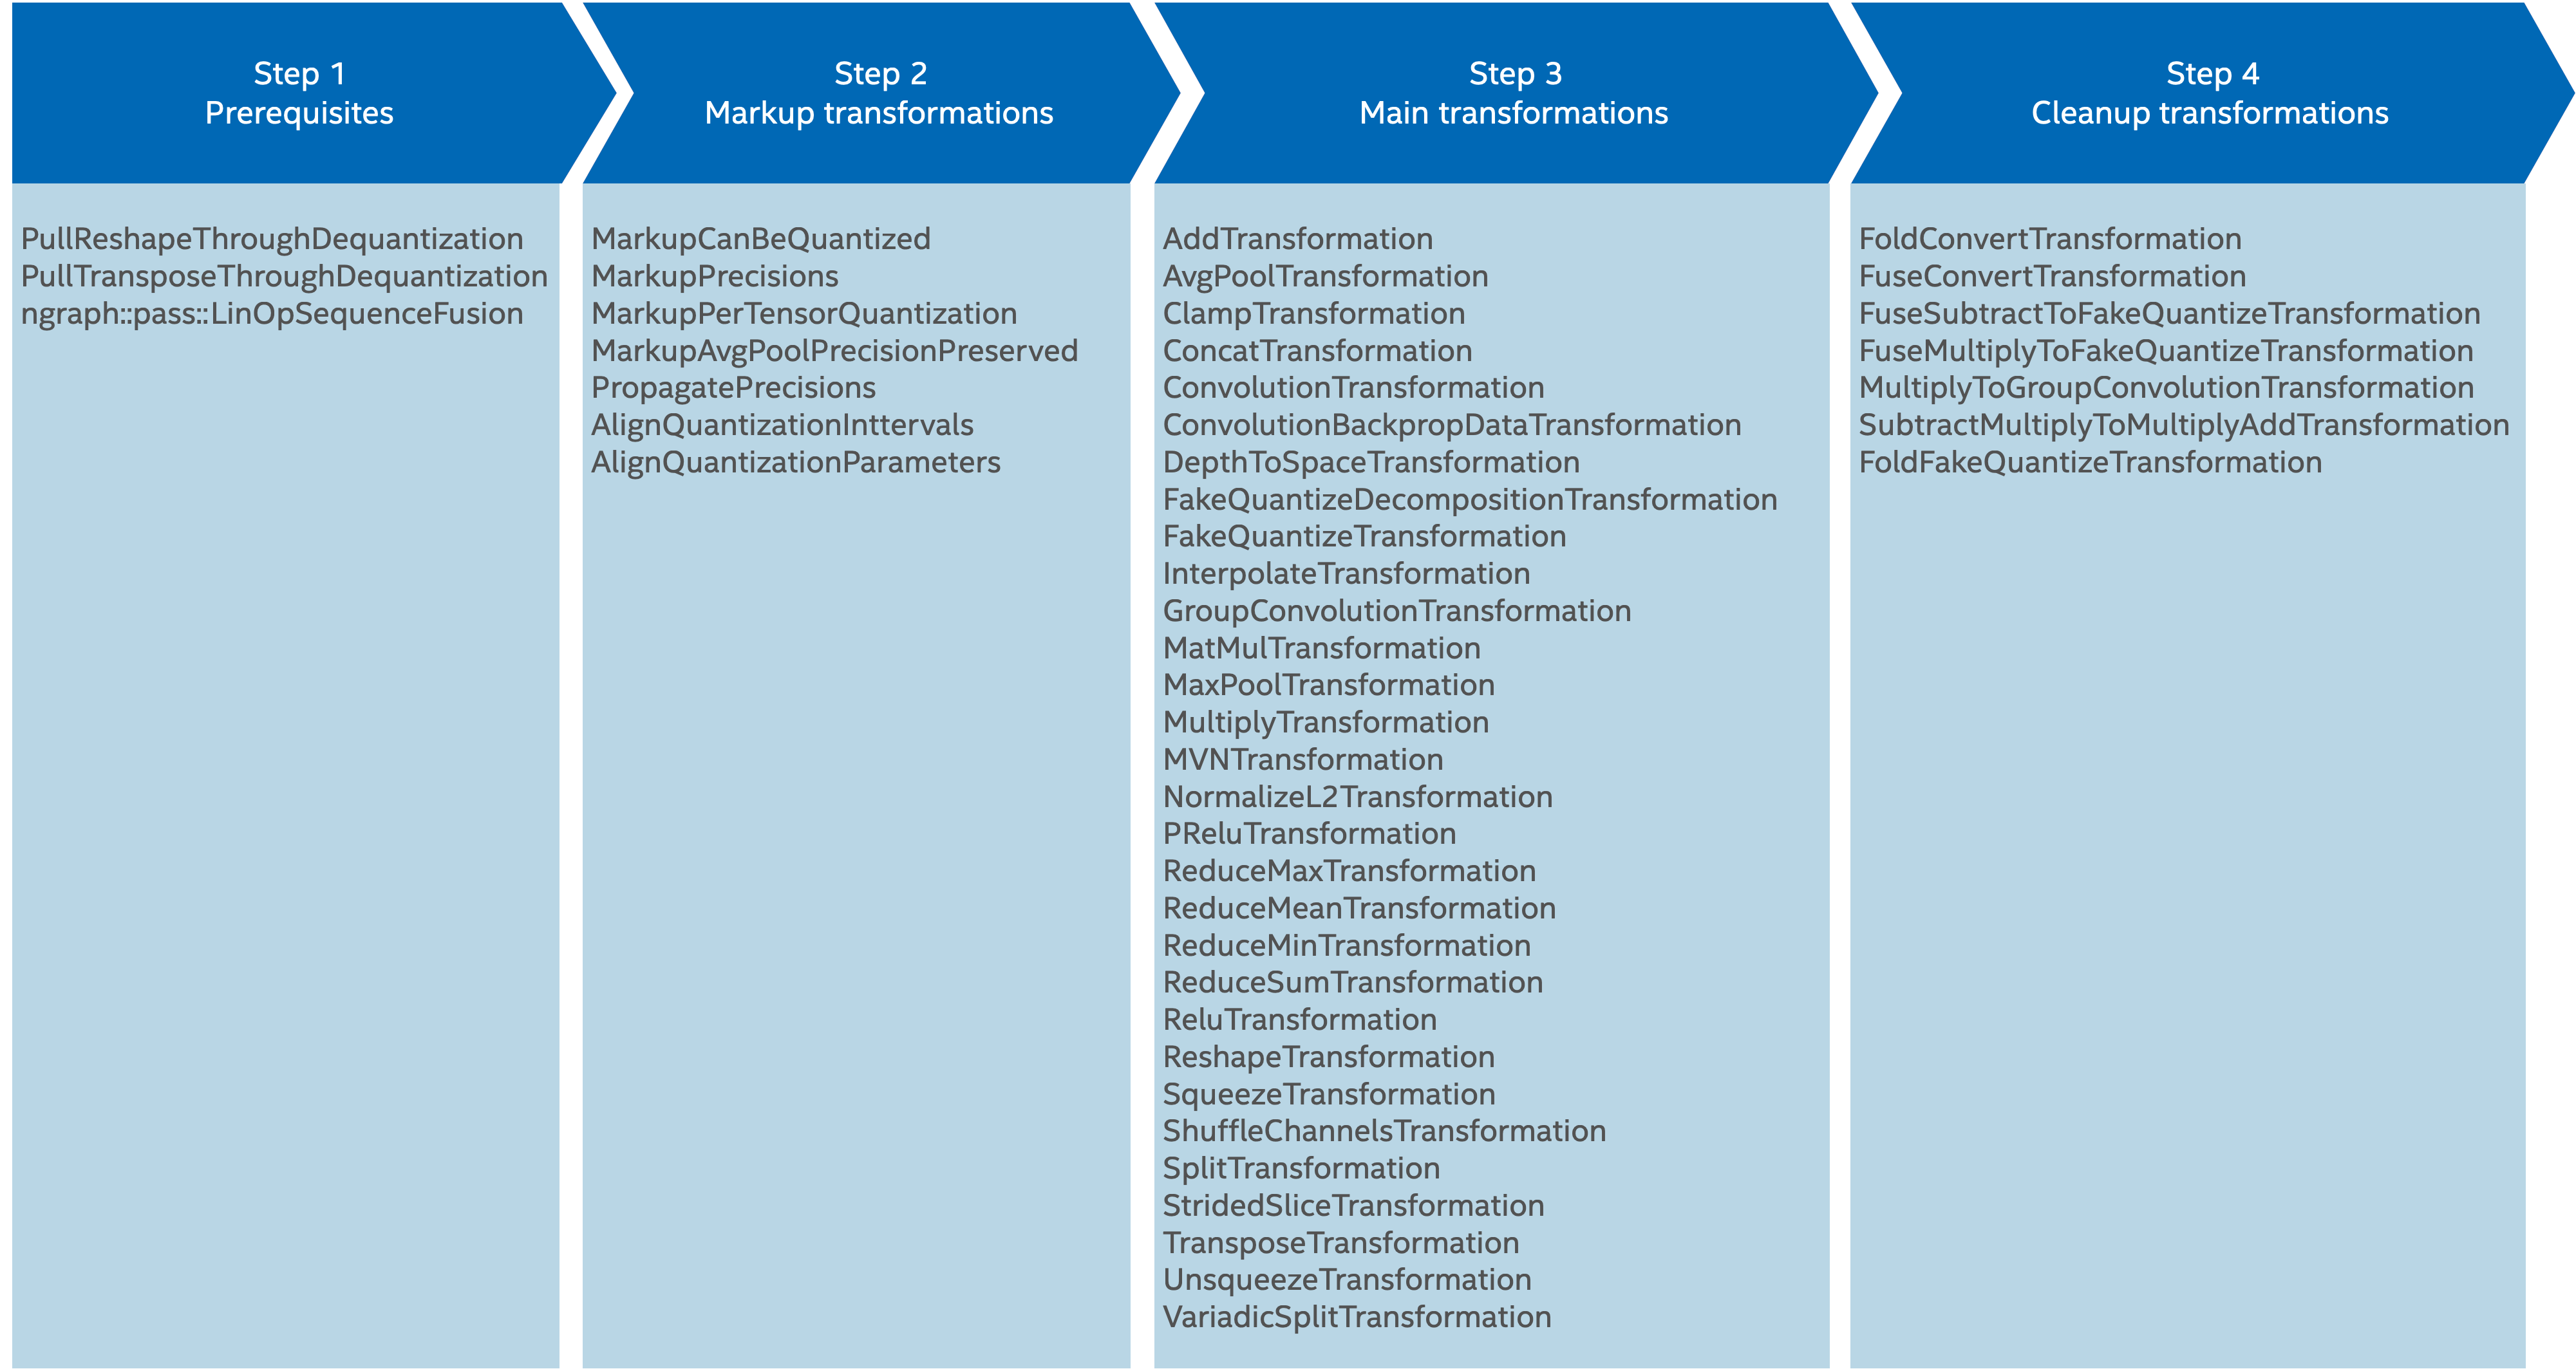 Step 1
Prerequisites
PullReshapeThroughDequantization
PullTransposeThroughDequantization
ngraph::pass::LinOpSequenceFusion
Step 2
Markup transformations
MarkupCanBeQuantized
MarkupPrecisions
MarkupPerTensorQuantization
MarkupAvgPoolPrecisionPreserved
PropagatePrecisions
AlignQuantizationInttervals
AlignQuantizationParameters
Step 3
Main transformations
AddTransformation
AvgPoolTransformation
ClampTransformation
ConcatTransformation
ConvolutionTransformation
ConvolutionBackpropDataTransformation
DepthToSpaceTransformation
FakeQuantizeDecompositionTransformation
FakeQuantizeTransformation
InterpolateTransformation
GroupConvolutionTransformation
MatMulTransformation
MaxPoolTransformation
MultiplyTransformation
MVNTransformation
NormalizeL2Transformation
PReluTransformation
ReduceMaxTransformation
ReduceMeanTransformation
ReduceMinTransformation
ReduceSumTransformation
ReluTransformation
ReshapeTransformation
SqueezeTransformation
ShuffleChannelsTransformation
SplitTransformation
StridedSliceTransformation
TransposeTransformation
UnsqueezeTransformation
VariadicSplitTransformation
Step 4
Cleanup transformations
FoldConvertTransformation
FuseConvertTransformation
FuseSubtractToFakeQuantizeTransformation
FuseMultiplyToFakeQuantizeTransformation
MultiplyToGroupConvolutionTransformation
SubtractMultiplyToMultiplyAddTransformation
FoldFakeQuantizeTransformation